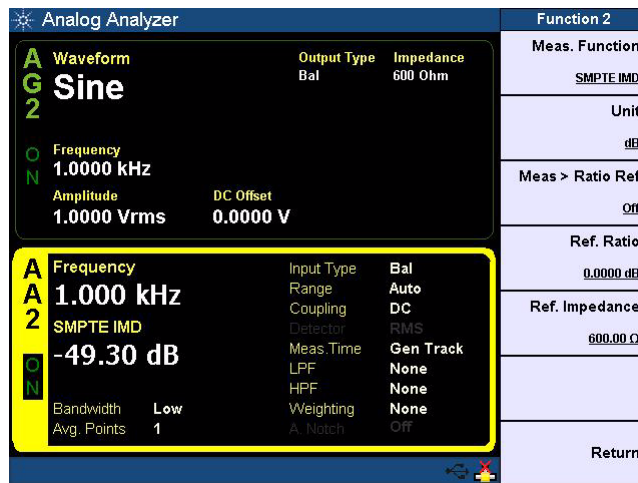 Analog Analyzer
AG2
ON
Waveform
Sine
Output Type Impedance
Bal 600 Ohm
Frequency
1.0000 kHz
Amplitude DC Offset
1.0000 Vrms 0.0000 V
AA2
ON
Frequency
1.000 kHz
SMPTE IMD
-49.30 dB
Bandwidth Low
Avg. Points 1
Input Type Bal
Range Auto
Coupling DC
Detector RMS
Meas.Time Gen Track
LPF None
HPF None
Weighting None
A. Notch Off
Function 2
Meas. Function
SMPTE IMD
Unit
dB
Meas > Ratio Ref
Off
Ref. Ratio
0.0000 dB
Ref. Impedance
600.00 Ω
Return